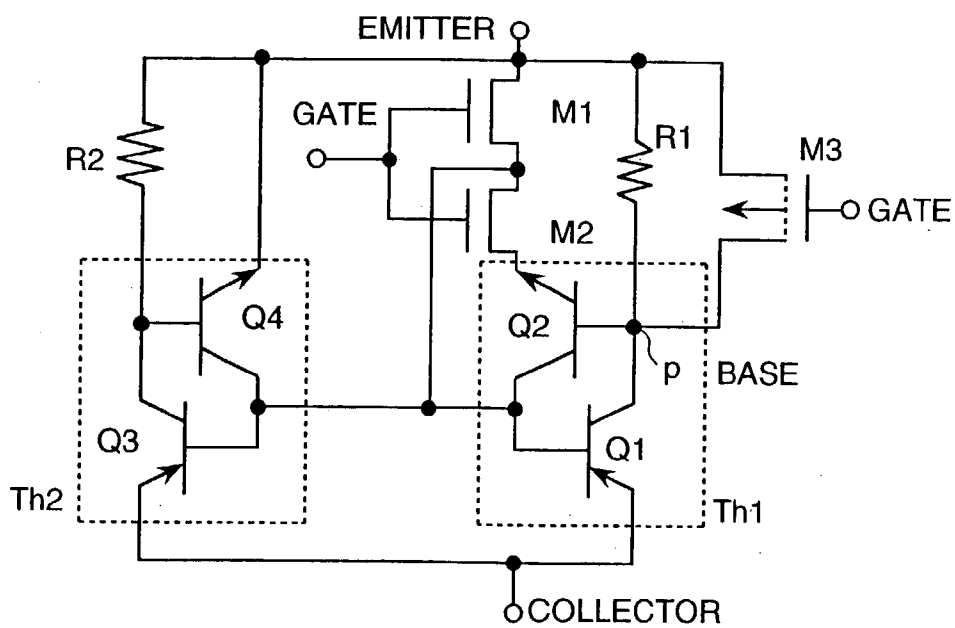 EMITTER
GATE
M1
R1
M3
R2
GATE
M2
Q4
Q2
p
BASE
Q3
Q1
Th2
Th1
COLLECTOR